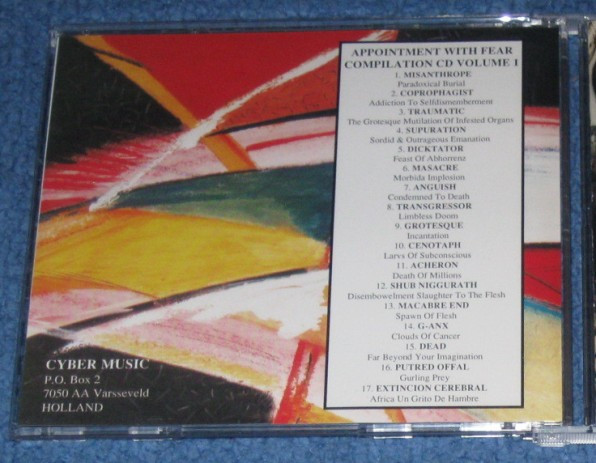 APPOINTMENT WITH FEAR
COMPILATION CD VOLUME 1
1. MISANTHROPE
Paradoxical Burial
2. COPROPHAGIST
Addiction To Selfdismemberment
3. TRAUMATIC
The Grotesque Mutilation Of Infested Organs
4. SUPURATION
Sordid & Outrageous Emanation
5. DICKTATOR
Feast Of Abhorrenz
6. MASACRE
Morbida Implosion
7. ANGUISH
Condemned To Death
8. TRANSGRESSOR
Limbless Doom
9. GROTESQUE
Incantation
10. CENOTAPH
Larvs Of Subconscious
11. ACHERON
Death Of Millions
12. SHUB NIGGURATH
Disembowelment Slaughter To The Flesh
13. MACABRE END
Spawn Of Flesh
14. G-ANX
Clouds Of Cancer
15. DEAD
Far Beyond Your Imagination
16. PUTRED OFFAL
Gurling Prey
17. EXTINCION CEREBRAL
Africa Un Grito De Hambre
CYBER MUSIC
P.O. Box 2
7050 AA Varsseveld
HOLLAND